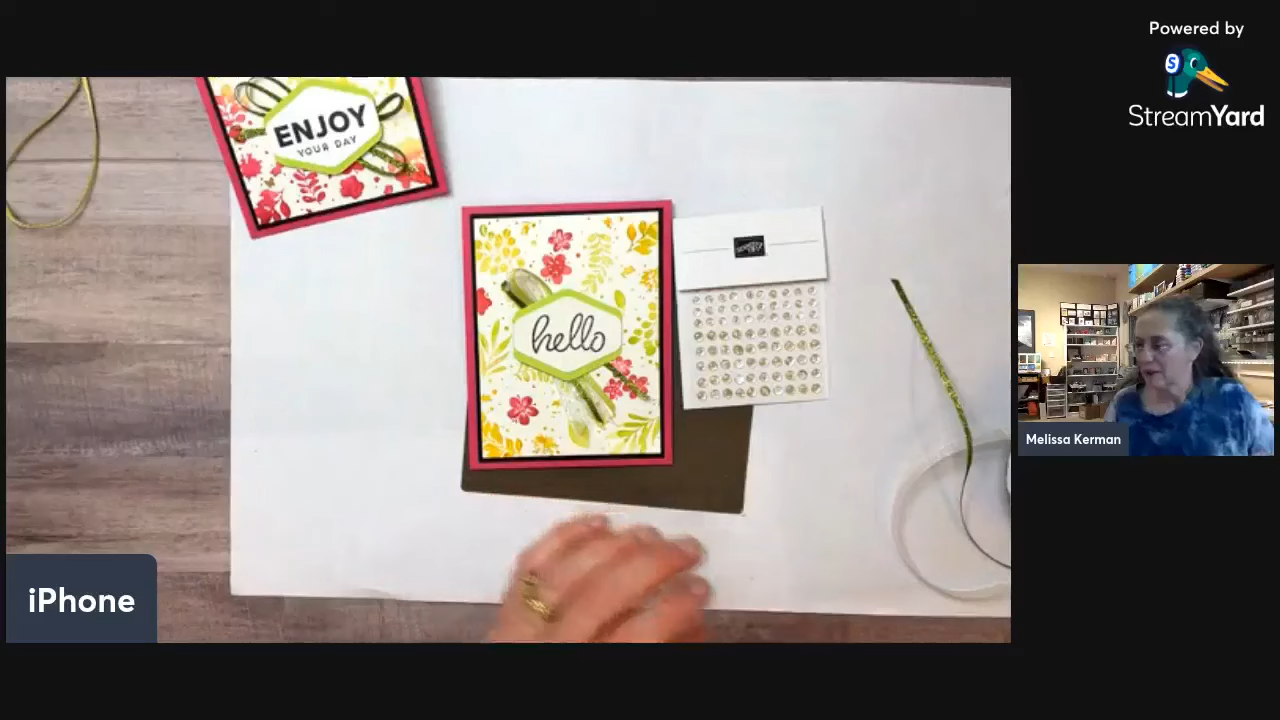 Powered by
S
StreamYard
ENJOY
YOUR DAY
hello
Melissa Kerman
iPhone